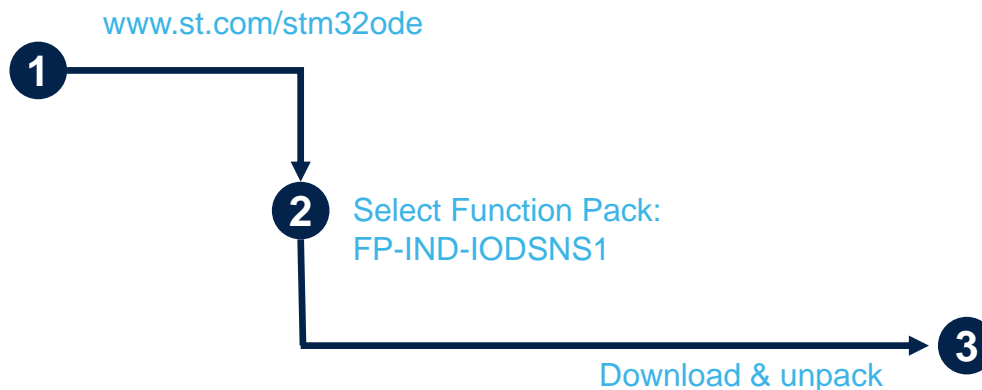 www.st.com/stm32ode
1
2
Select Function Pack:
FP-IND-IODSNS1
3
Download & unpack